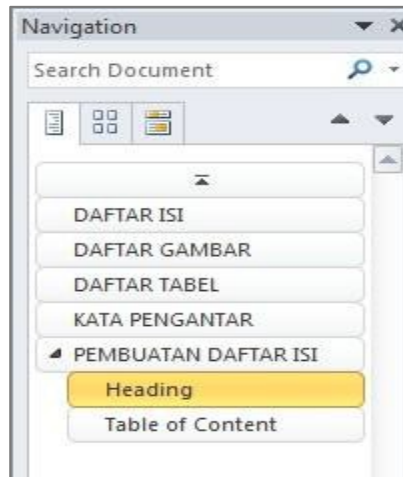 Navigation
Search Document
DAFTAR ISI
DAFTAR GAMBAR
DAFTAR TABEL
KATA PENGANTAR
PEMBUATAN DAFTAR ISI
Heading
Table of Content